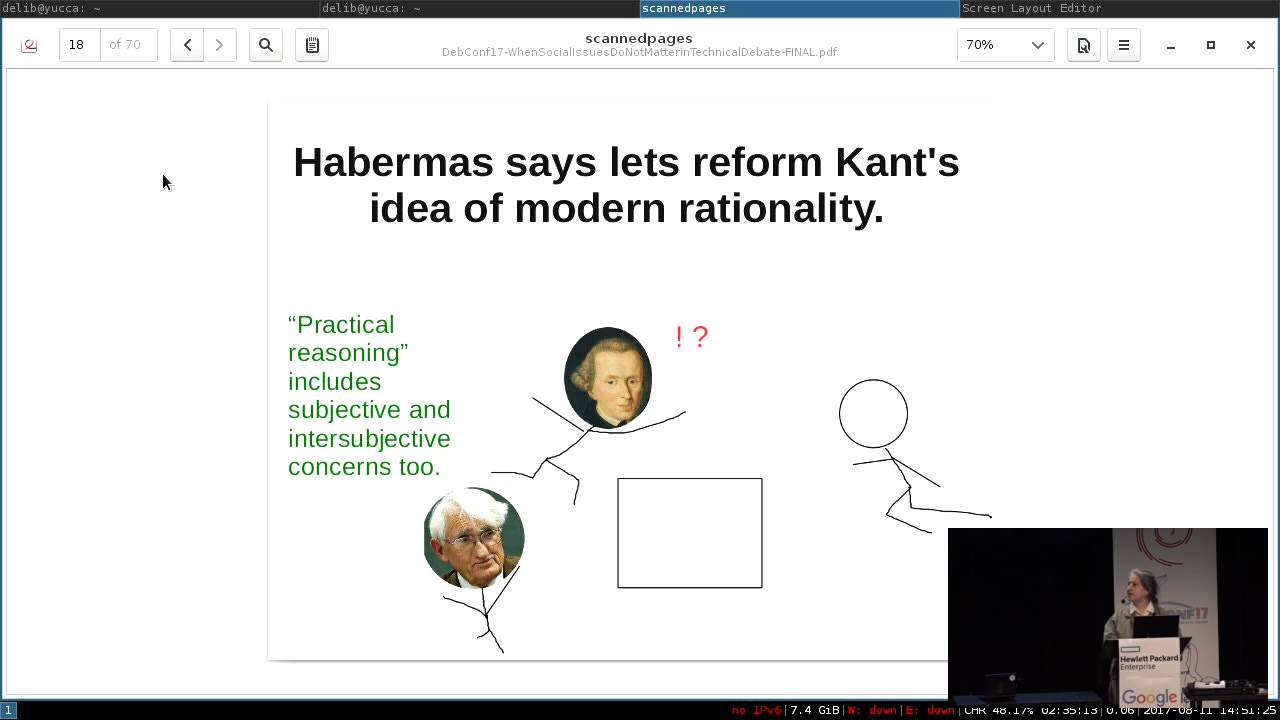 delib@yucca: ~
delib@yucca: ~
scannedpages
Screen Layout Editor
18
of 70
scannedpages
DebConf17-WhenSocialIssuesDoNotMatterinTechnicalDebate-FINAL.pdf
70%
Habermas says lets reform Kant's
idea of modern rationality.
“Practical
reasoning”
includes
subjective and
intersubjective
concerns too.
! ?
CONF17
Hewlett Packard
Enterprise
Google
1
no IPv6|7.4 GiB|W: down|E: down|CHR 48.17% 02:35:13|0.06|2017-08-11 14:51:25